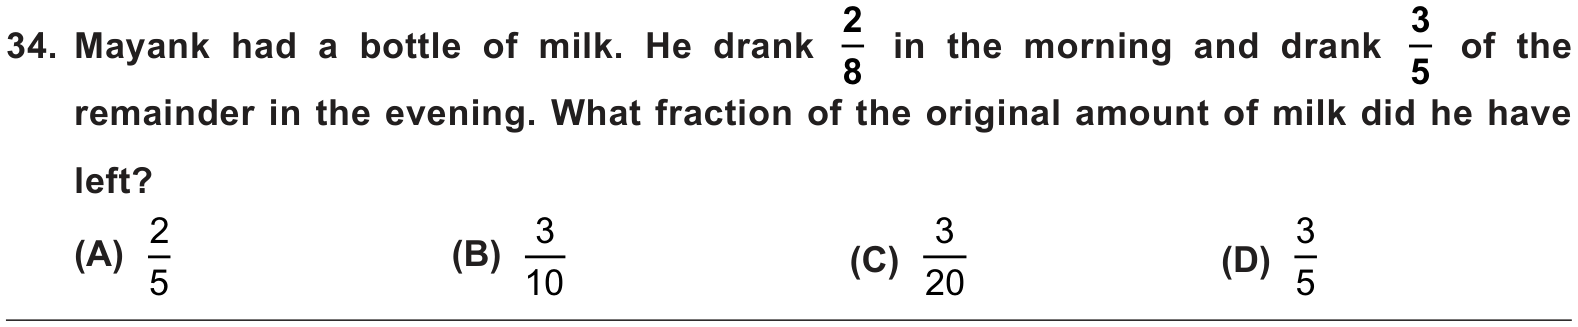 34. Mayank had a bottle of milk. He drank 2/8 in the morning and drank 3/5 of the
remainder in the evening. What fraction of the original amount of milk did he have
left?
(A) 2/5 (B) 3/10 (C) 3/20 (D) 3/5